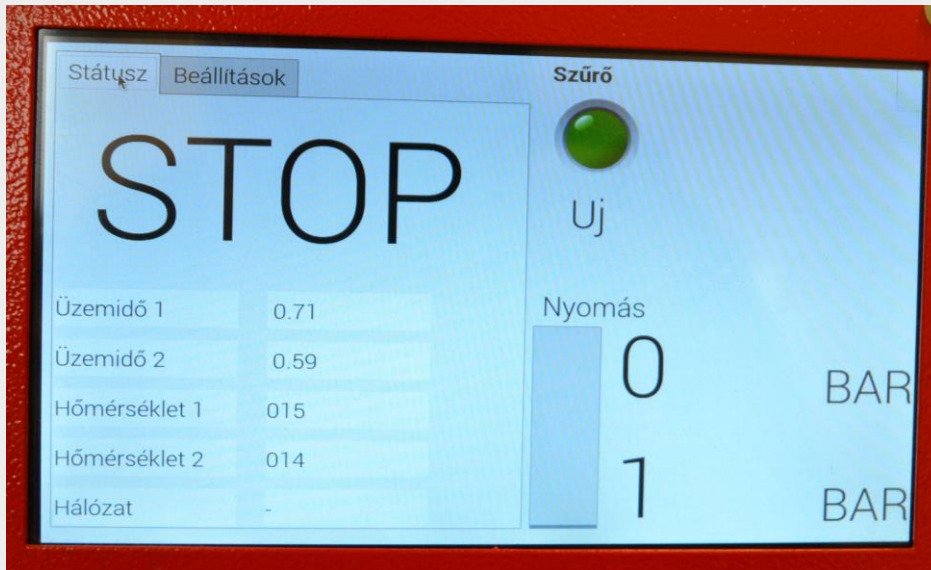 Státusz Beállítások
STOP
Üzemidő 1 0.71
Üzemidő 2 0.59
Hőmérséklet 1 015
Hőmérséklet 2 014
Hálózat -
Szűrő
Uj
Nyomás
0 BAR
1 BAR